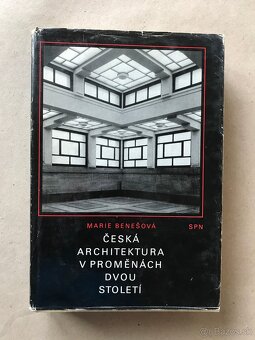 MARIE BENEŠOVÁ SPN
ČESKÁ
ARCHITEKTURA
V PROMĚNÁCH
DVOU
STOLETÍ